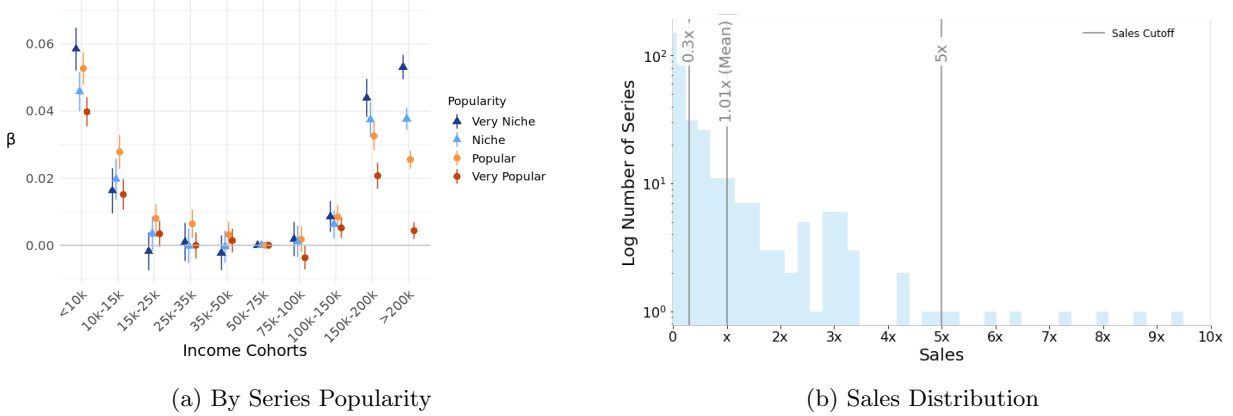 0.06
0.04
0.02
0.00
β
<10k
10k-15k
15k-25k
25k-35k
35k-50k
50k-75k
75k-100k
100k-150k
150k-200k
>200k
Income Cohorts
Popularity
Very Niche
Niche
Popular
Very Popular
(a) By Series Popularity
Log Number of Series
10²
10¹
10⁰
0.3x
1.01x (Mean)
5x
Sales Cutoff
0
x
2x
3x
4x
5x
6x
7x
8x
9x
10x
Sales
(b) Sales Distribution